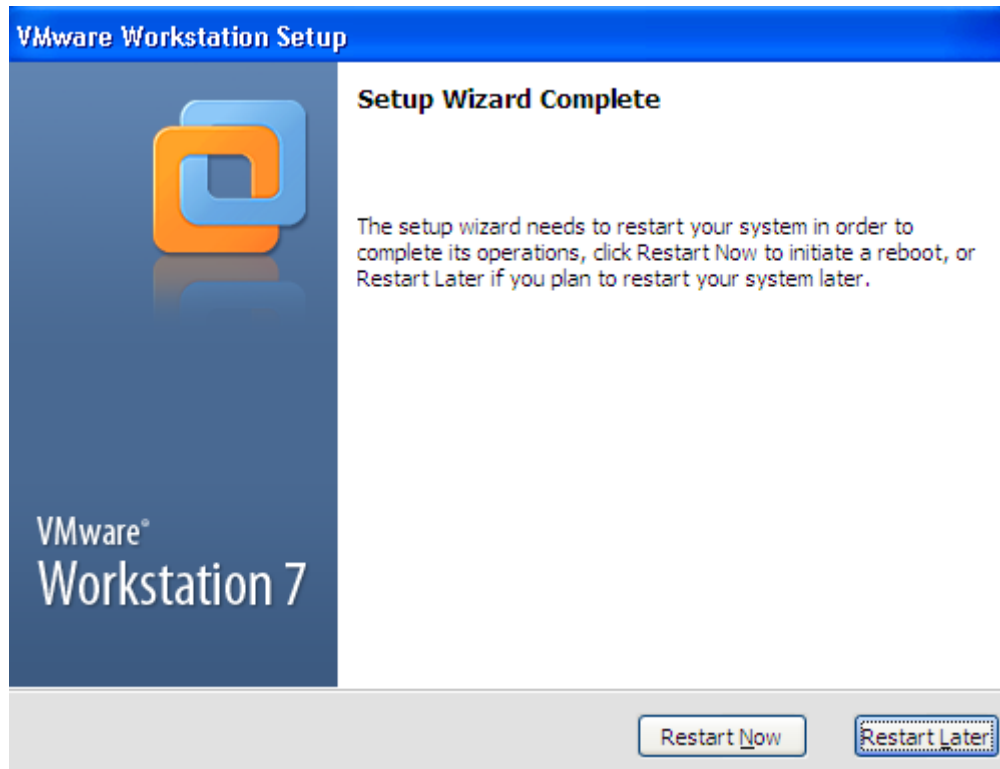 VMware Workstation Setup
Setup Wizard Complete
The setup wizard needs to restart your system in order to
complete its operations, click Restart Now to initiate a reboot, or
Restart Later if you plan to restart your system later.
VMware®
Workstation 7
Restart Now
Restart Later